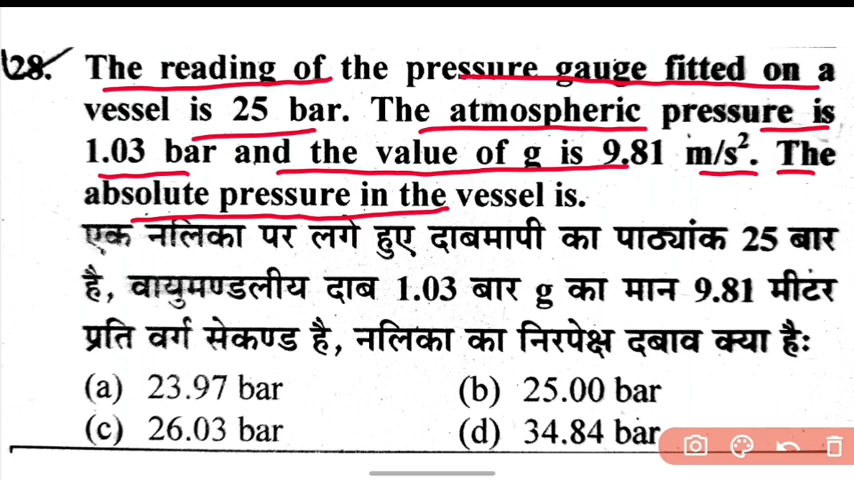 128. The reading of the pressure gauge fitted on a
vessel is 25 bar. The atmospheric pressure is
1.03 bar and the value of g is 9.81 m/s². The
absolute pressure in the vessel is.
एक नलिका पर लगे हुए दाबमापी का पाठ्यांक 25 बार
है, वायुमण्डलीय दाब 1.03 बार g का मान 9.81 मीटर
प्रति वर्ग सेकण्ड है, नलिका का निरपेक्ष दबाव क्या है:
(a) 23.97 bar (b) 25.00 bar
(c) 26.03 bar (d) 34.84 bar